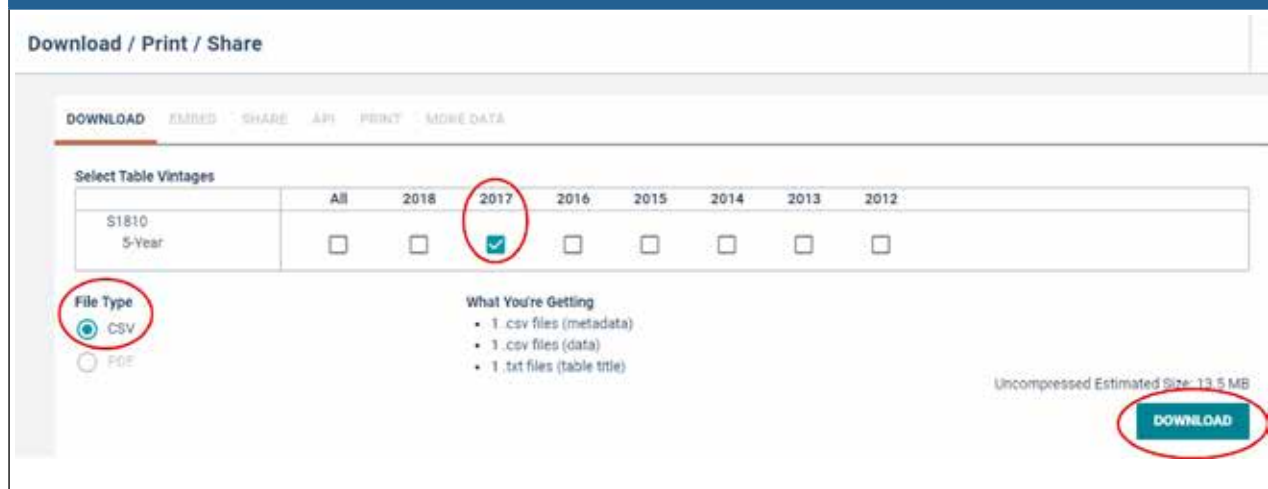 Download / Print / Share
DOWNLOAD EMBED SHARE API PRINT MORE DATA
Select Table Vintages
All 2018 2017 2016 2015 2014 2013 2012
S1810
5-Year
File Type
CSV
PDF
What You're Getting
• 1 .csv files (metadata)
• 1 .csv files (data)
• 1 .txt files (table title)
Uncompressed Estimated Size: 13.5 MB
DOWNLOAD